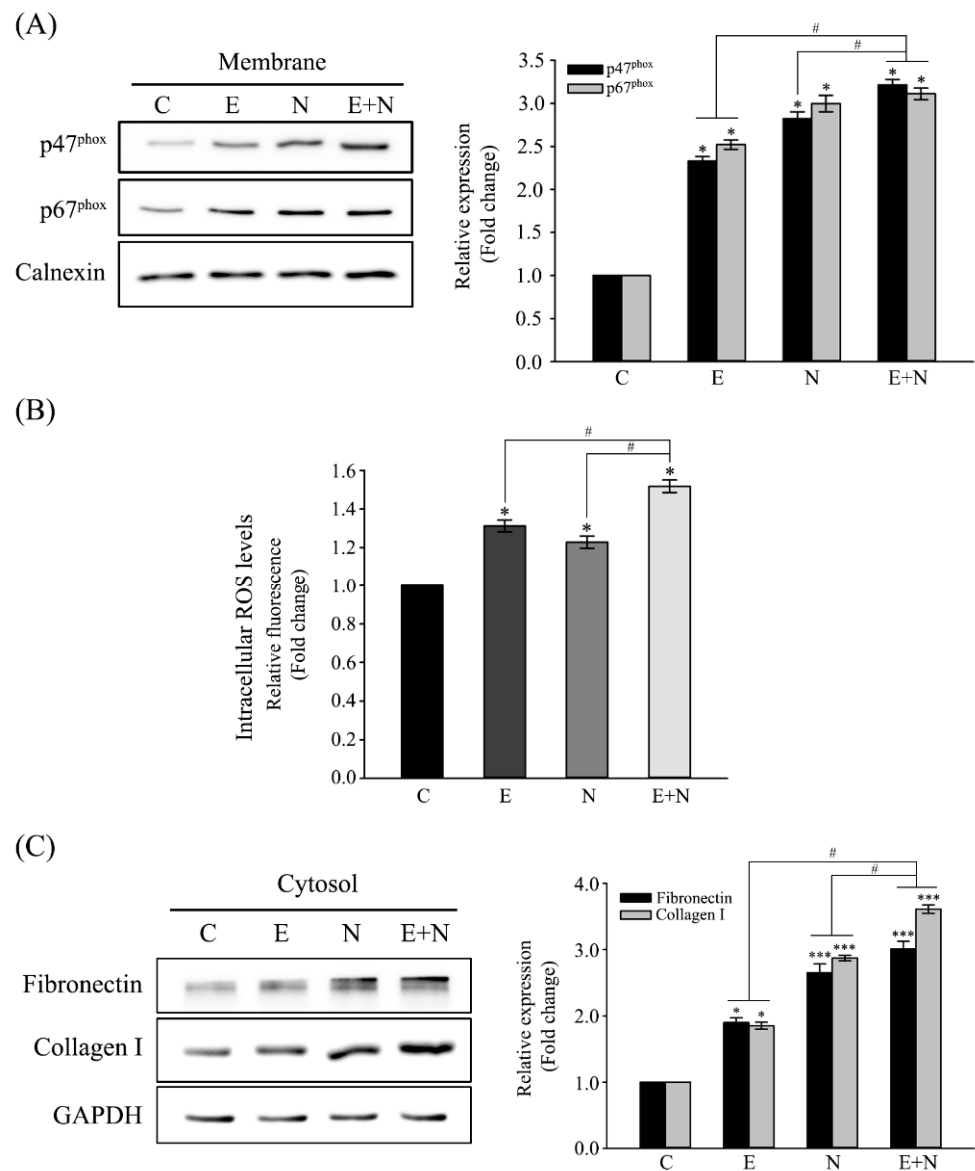 (A)
Membrane
C E N E+N
p47phox
p67phox
Calnexin
# 
#
p47phox
p67phox
* * * * * *
Relative expression
(Fold change)
3.5
3.0
2.5
2.0
1.5
1.0
0.5
0.0
C E N E+N
(B)
#
#
* * *
Intracellular ROS levels
Relative fluorescence
(Fold change)
1.6
1.4
1.2
1.0
0.8
0.6
0.4
0.2
0.0
C E N E+N
(C)
Cytosol
C E N E+N
Fibronectin
Collagen I
GAPDH
#
#
Fibronectin
Collagen I
* * *** *** *** ***
Relative expression
(Fold change)
4.0
3.0
2.0
1.0
0.0
C E N E+N